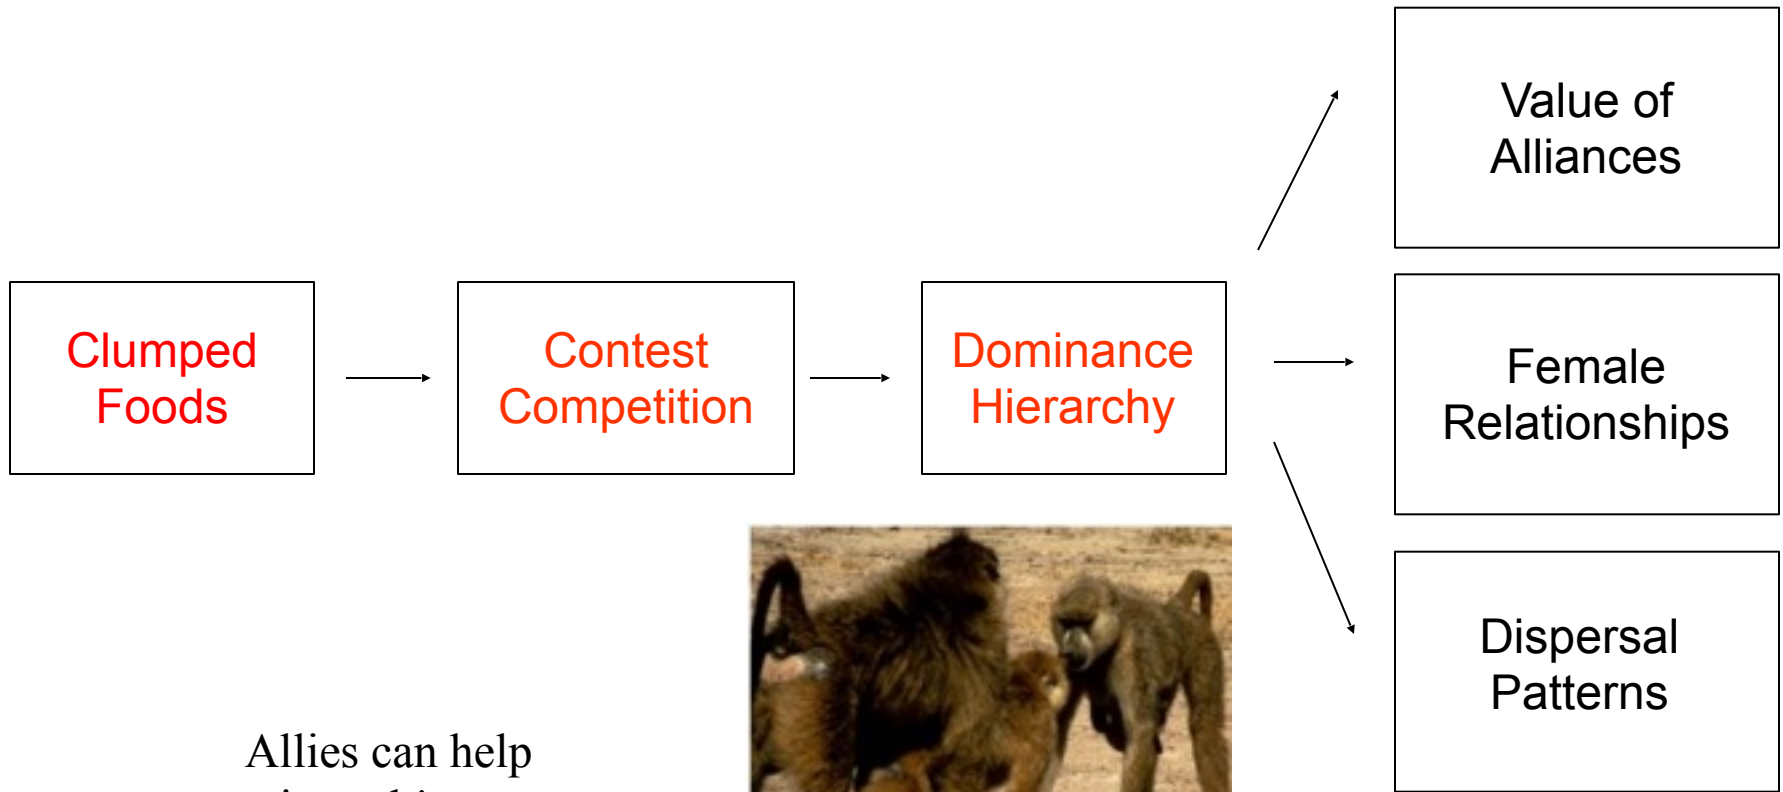 Value of
Alliances
Clumped
Foods
Contest
Competition
Dominance
Hierarchy
Female
Relationships
Dispersal
Patterns
Allies can help